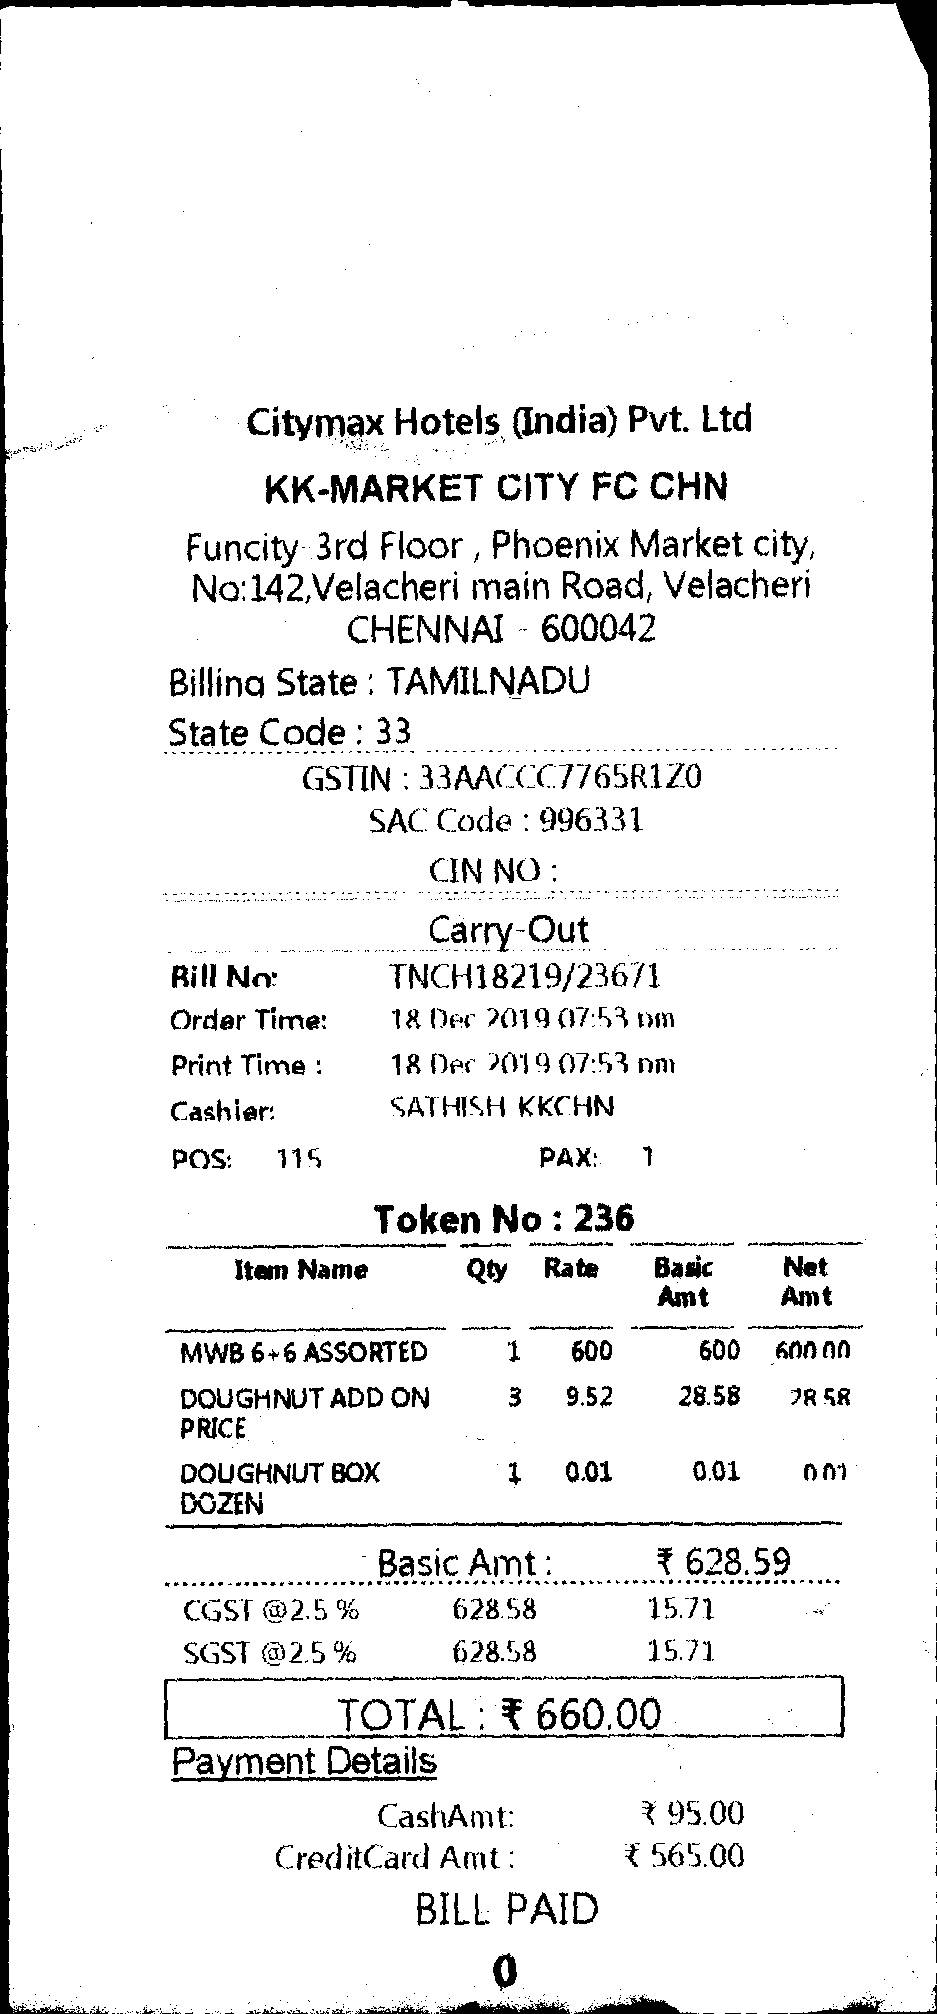 Citymax Hotels (India) Pvt. Ltd
KK-MARKET CITY FC CHN
Funcity 3rd Floor , Phoenix Market city,
No:142,Velacheri main Road, Velacheri
CHENNAI - 600042
Billing State : TAMILNADU
State Code : 33
GSTIN : 33AACCC7765R1Z0
SAC Code : 996331
CIN NO :
Carry-Out
Bill No: TNCH18219/23671
Order Time: 18 Dec 2019 07:53 pm
Print Time : 18 Dec 2019 07:53 pm
Cashier: SATHISH KKCHN
POS: 115 PAX: 1
Token No : 236
Item Name Qty Rate Basic Net
Amt Amt
MWB 6+6 ASSORTED 1 600 600 600.00
DOUGHNUT ADD ON 3 9.52 28.58 28.58
PRICE
DOUGHNUT BOX 1 0.01 0.01 0.01
DOZEN
Basic Amt : ₹ 628.59
CGST @2.5 % 628.58 15.71
SGST @2.5 % 628.58 15.71
TOTAL : ₹ 660.00
Payment Details
CashAmt: ₹ 95.00
CreditCard Amt : ₹ 565.00
BILL PAID
0